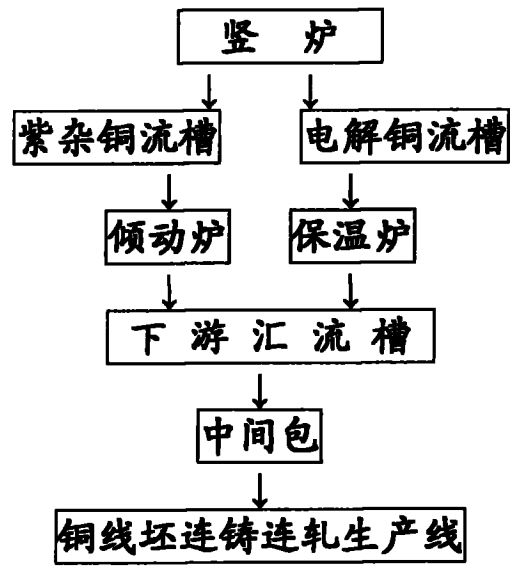 竖 炉
紫杂铜流槽 电解铜流槽
倾动炉 保温炉
下 游 汇 流 槽
中间包
铜线坯连铸连轧生产线